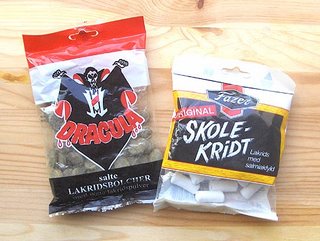 DRACULA
salte
LAKRIDSBOLCHER
Fazer
ORIGINAL
SKOLE-
KRiDT
Lakrids
med
salmiakfyld